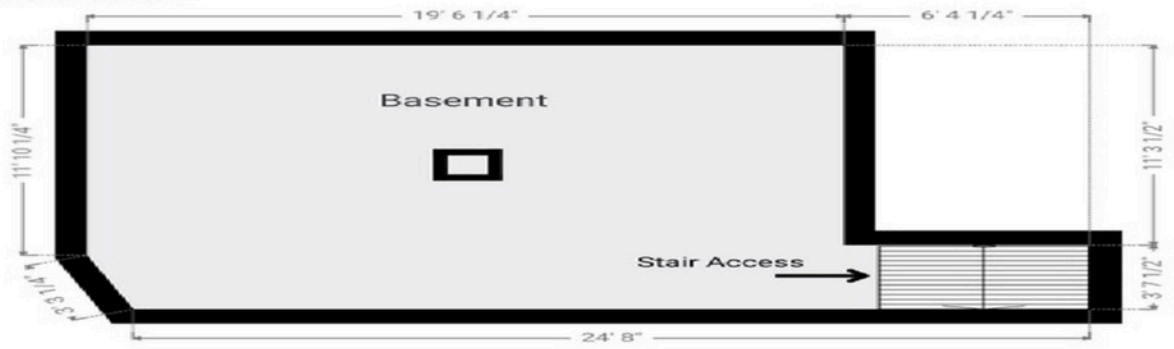 19' 6 1/4"
6' 4 1/4"
Basement
11' 10 1/4"
11' 3 1/2"
Stair Access
3' 3 1/4"
3' 7 1/2"
24' 8"